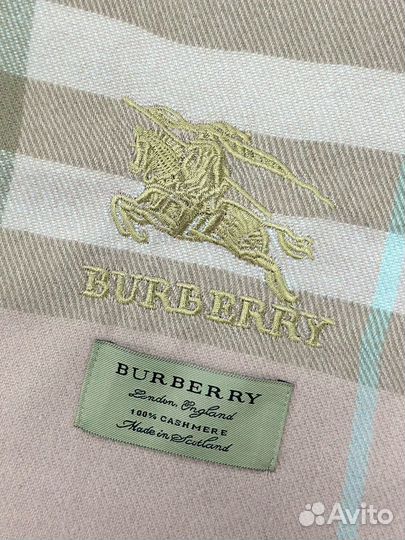 BURBERRY
BURBERRY
London, England
100% CASHMERE
Made in Scotland
Avito